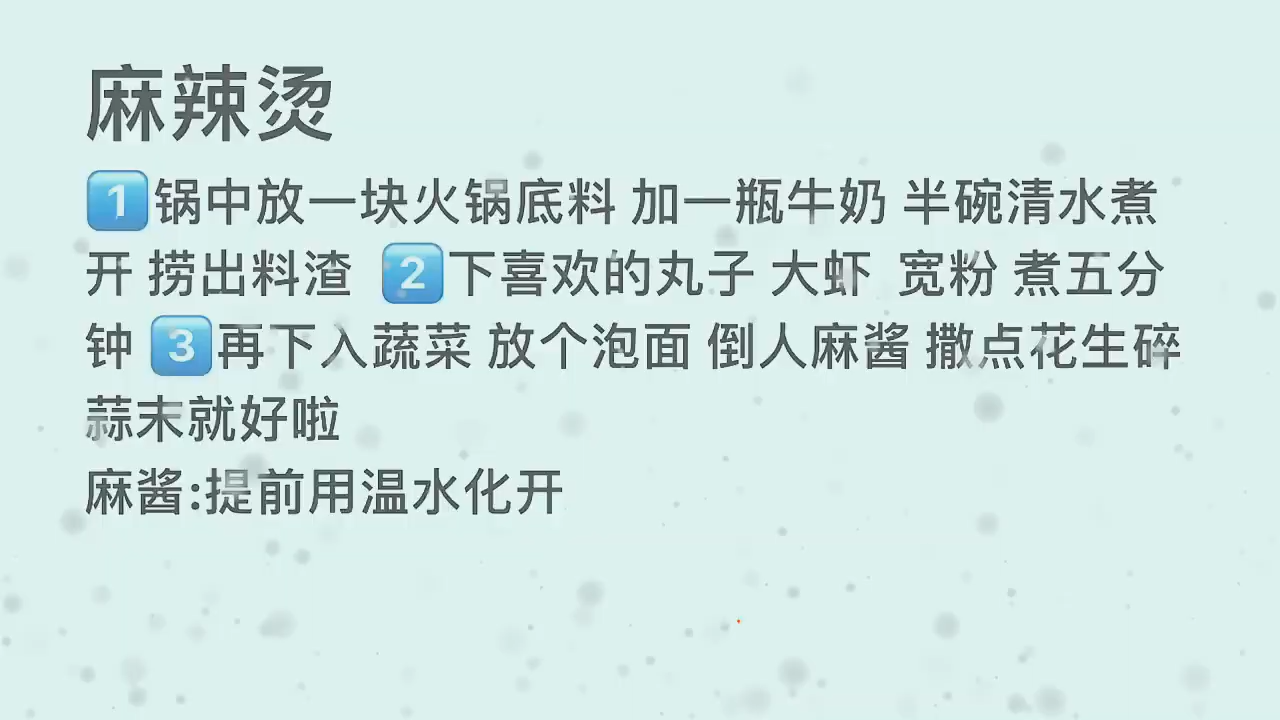 麻辣烫
1️⃣锅中放一块火锅底料 加一瓶牛奶 半碗清水煮
开 捞出料渣 2️⃣下喜欢的丸子 大虾 宽粉 煮五分
钟 3️⃣再下入蔬菜 放个泡面 倒人麻酱 撒点花生碎
蒜末就好啦
麻酱:提前用温水化开